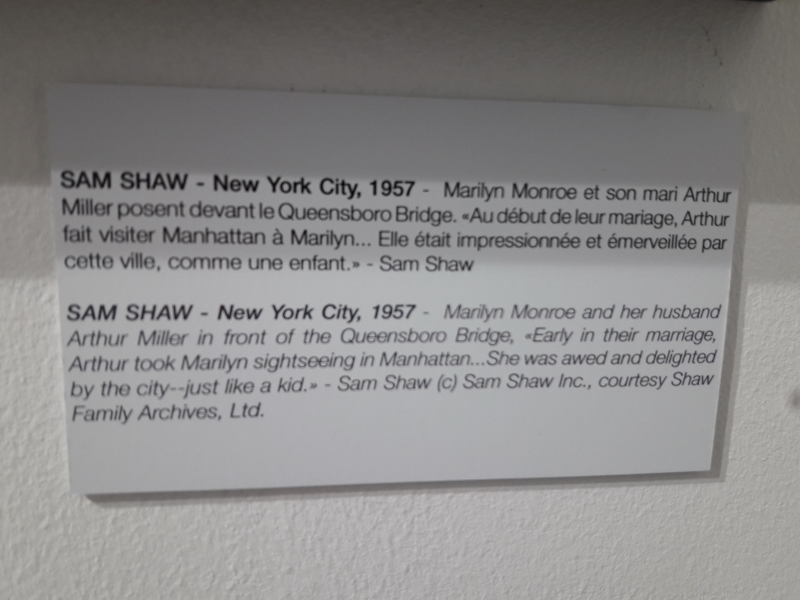 SAM SHAW - New York City, 1957 - Marilyn Monroe et son mari Arthur
Miller posent devant le Queensboro Bridge. «Au début de leur mariage, Arthur
fait visiter Manhattan à Marilyn... Elle était impressionnée et émerveillée par
cette ville, comme une enfant.» - Sam Shaw
SAM SHAW - New York City, 1957 - Marilyn Monroe and her husband
Arthur Miller in front of the Queensboro Bridge, «Early in their marriage,
Arthur took Marilyn sightseeing in Manhattan...She was awed and delighted
by the city--just like a kid.» - Sam Shaw (c) Sam Shaw Inc., courtesy Shaw
Family Archives, Ltd.